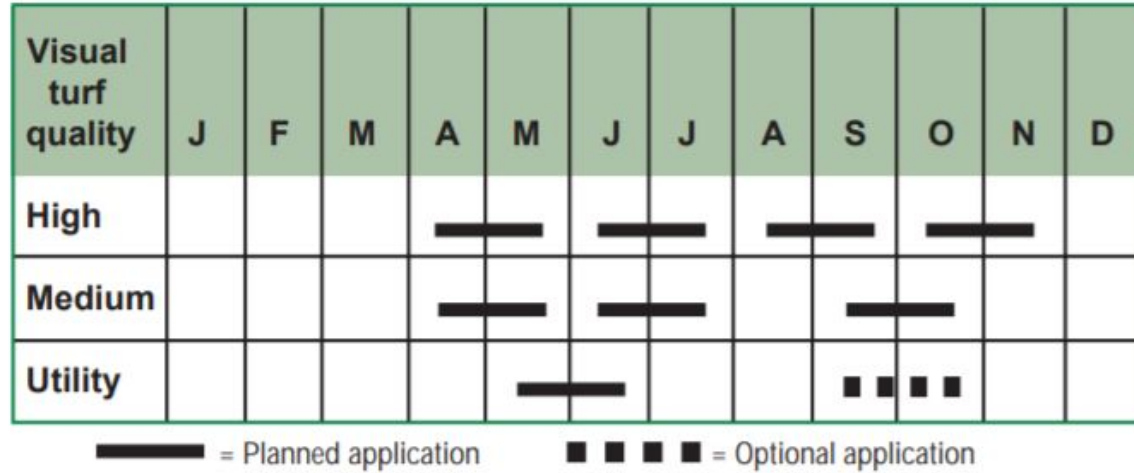 Visual
turf
quality J F M A M J J A S O N D
High
Medium
Utility
= Planned application = Optional application